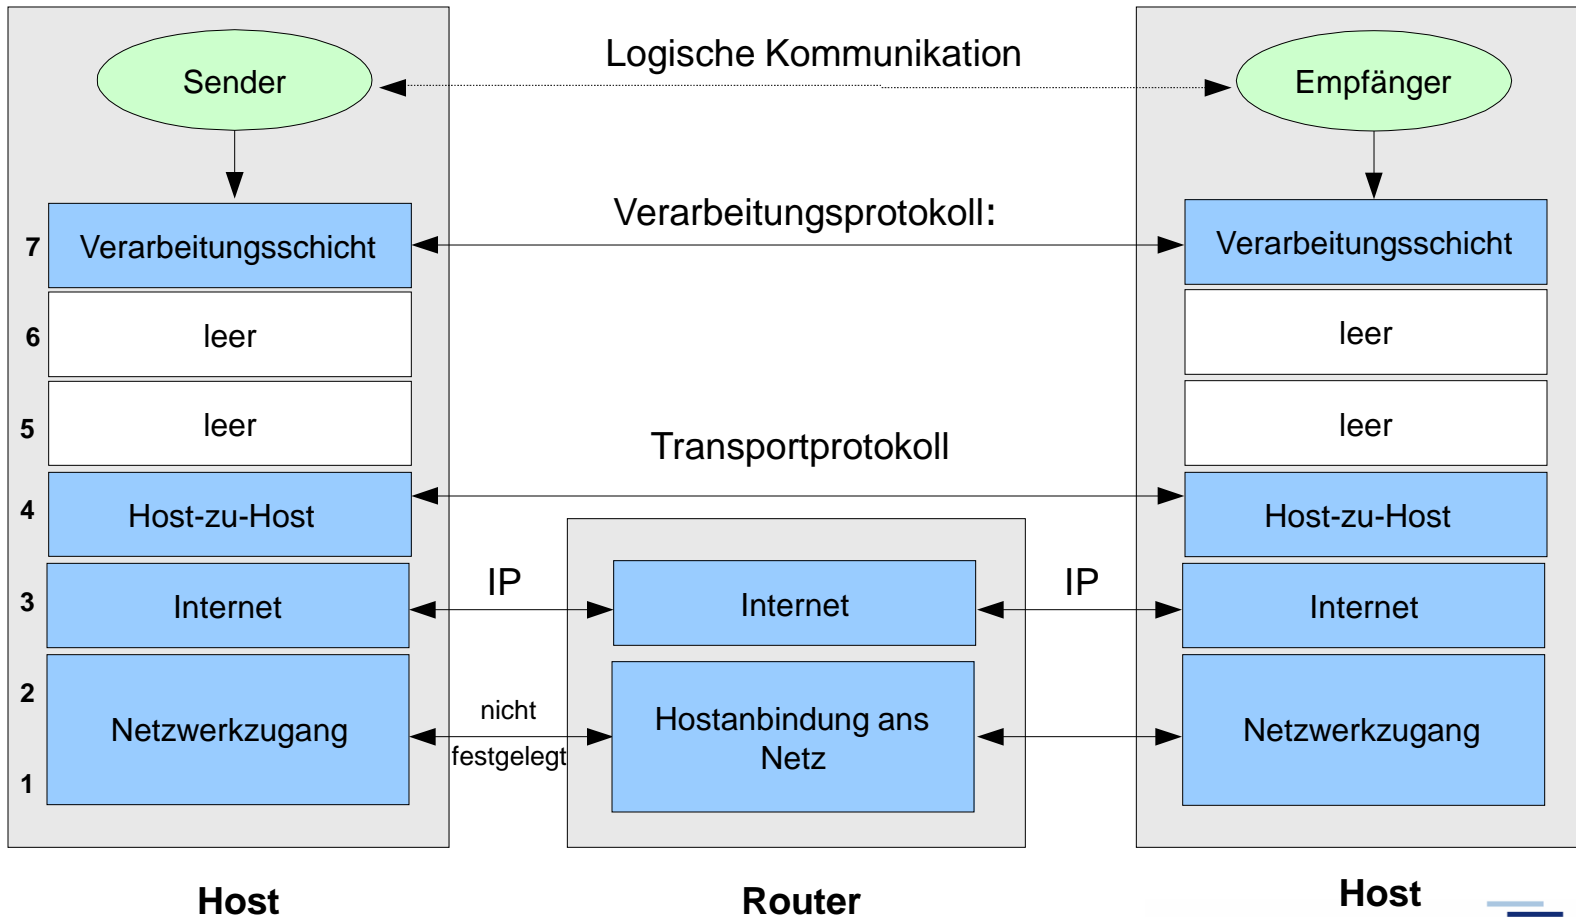 Logische Kommunikation
Sender
Empfänger
Verarbeitungsprotokoll:
7
Verarbeitungsschicht
Verarbeitungsschicht
6
leer
leer
5
leer
leer
Transportprotokoll
4
Host-zu-Host
Host-zu-Host
IP
IP
3
Internet
Internet
Internet
2
1
Netzwerkzugang
nicht
festgelegt
Hostanbindung ans
Netz
Netzwerkzugang
Host
Router
Host